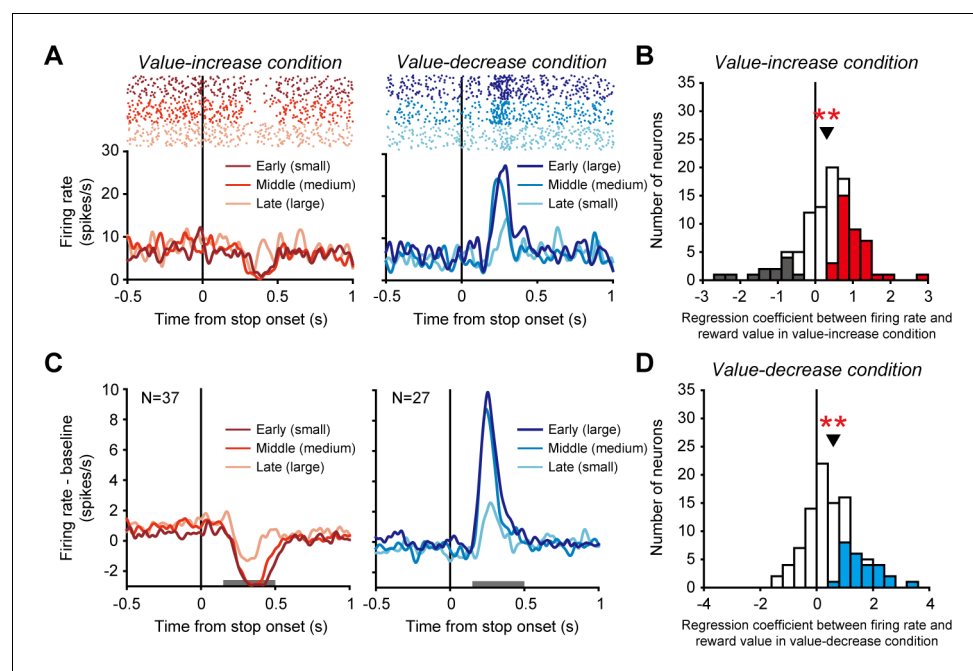 A
Value-increase condition
Value-decrease condition
30
20
10
0
Firing rate
(spikes/s)
Early (small)
Middle (medium)
Late (large)
Early (large)
Middle (medium)
Late (small)
-0.5
0
0.5
1
-0.5
0
0.5
1
Time from stop onset (s)
Time from stop onset (s)
B
Value-increase condition
35
30
25
20
15
10
5
0
Number of neurons
**
-3
-2
-1
0
1
2
3
Regression coefficient between firing rate and
reward value in value-increase condition
C
10
8
6
4
2
0
-2
Firing rate - baseline
(spikes/s)
N=37
Early (small)
Middle (medium)
Late (large)
N=27
Early (large)
Middle (medium)
Late (small)
-0.5
0
0.5
1
-0.5
0
0.5
1
Time from stop onset (s)
Time from stop onset (s)
D
Value-decrease condition
35
30
25
20
15
10
5
0
Number of neurons
**
-4
-2
0
2
4
Regression coefficient between firing rate and
reward value in value-decrease condition